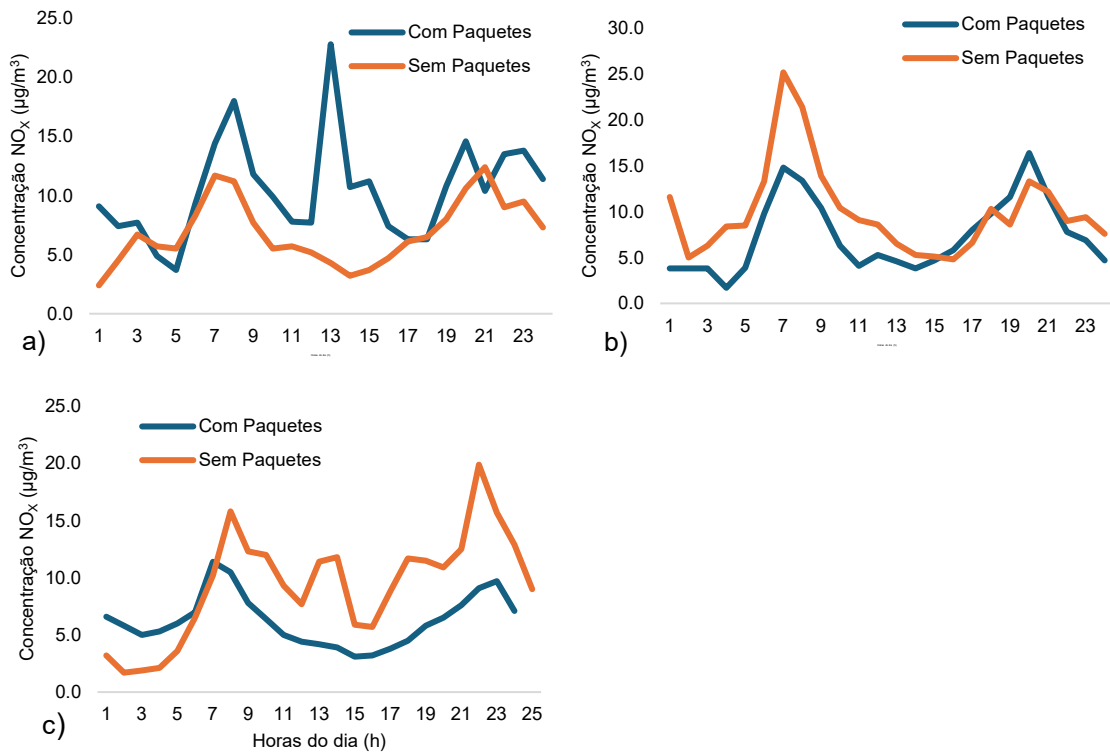 25.0
20.0
15.0
10.0
5.0
0.0
Concentração NOX (µg/m³)
Com Paquetes
Sem Paquetes
1 3 5 7 9 11 13 15 17 19 21 23
a)
30.0
25.0
20.0
15.0
10.0
5.0
0.0
Concentração NOX (µg/m³)
Com Paquetes
Sem Paquetes
1 3 5 7 9 11 13 15 17 19 21 23
b)
25.0
20.0
15.0
10.0
5.0
0.0
Concentração NOX (µg/m³)
Com Paquetes
Sem Paquetes
1 3 5 7 9 11 13 15 17 19 21 23 25
c)
Horas do dia (h)